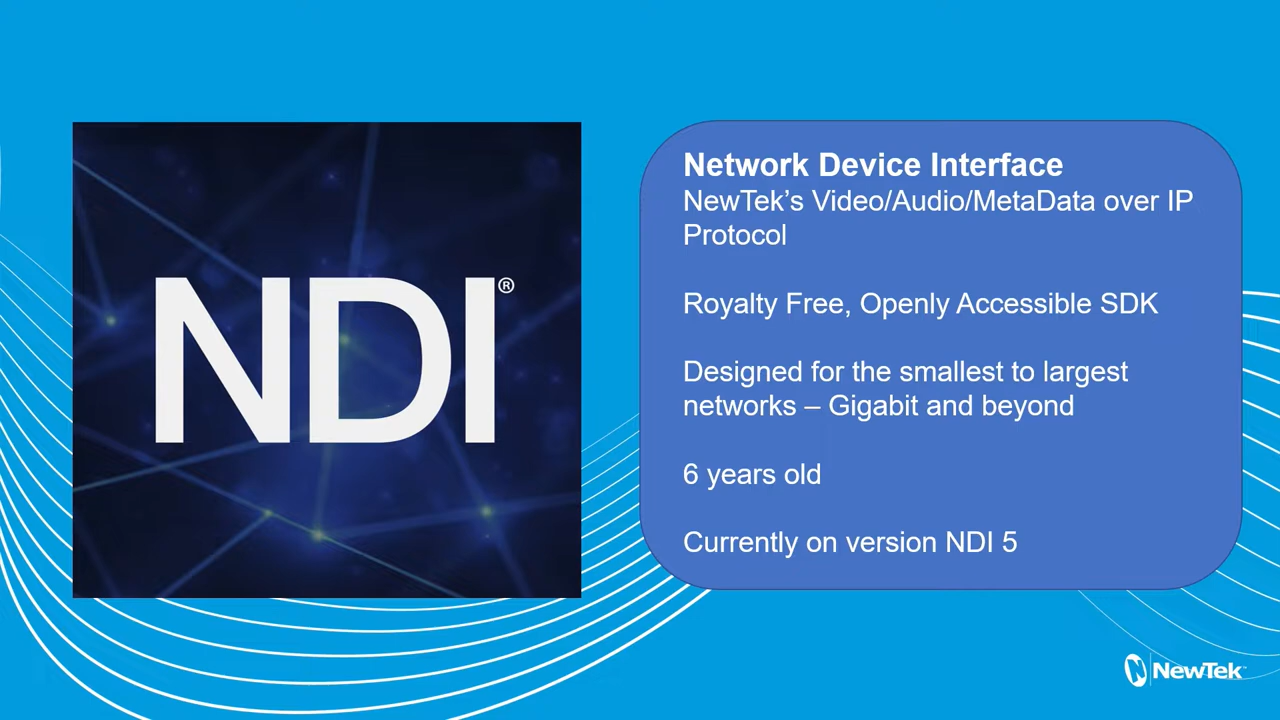 NDI®
Network Device Interface
NewTek's Video/Audio/MetaData over IP
Protocol
Royalty Free, Openly Accessible SDK
Designed for the smallest to largest
networks – Gigabit and beyond
6 years old
Currently on version NDI 5
NewTek™